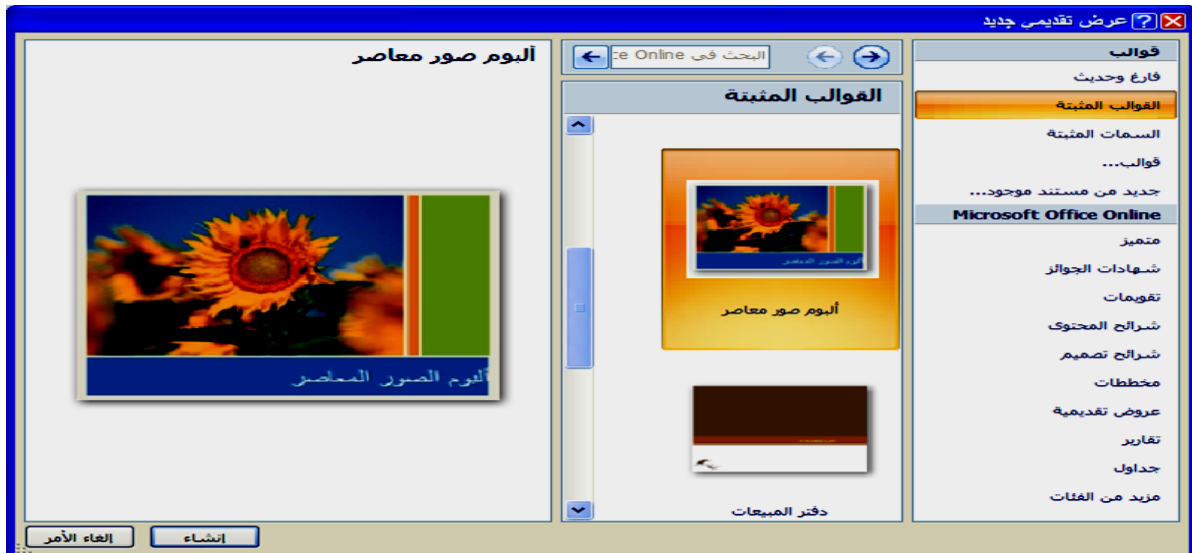 عرض تقديمي جديد
قوالب
فارغ وحديث
القوالب المثبتة
السمات المثبتة
قوالب...
جديد من مستند موجود...
Microsoft Office Online
متميز
شهادات الجوائز
تقويمات
شرائح المحتوى
شرائح تصميم
مخططات
عروض تقديمية
تقارير
جداول
مزيد من الفئات
البحث في ce Online
القوالب المثبتة
ألبوم الصور المعاصر
ألبوم صور معاصر
دفتر المبيعات
ألبوم صور معاصر
ألبوم الصور المعاصر
إنشاء
إلغاء الأمر